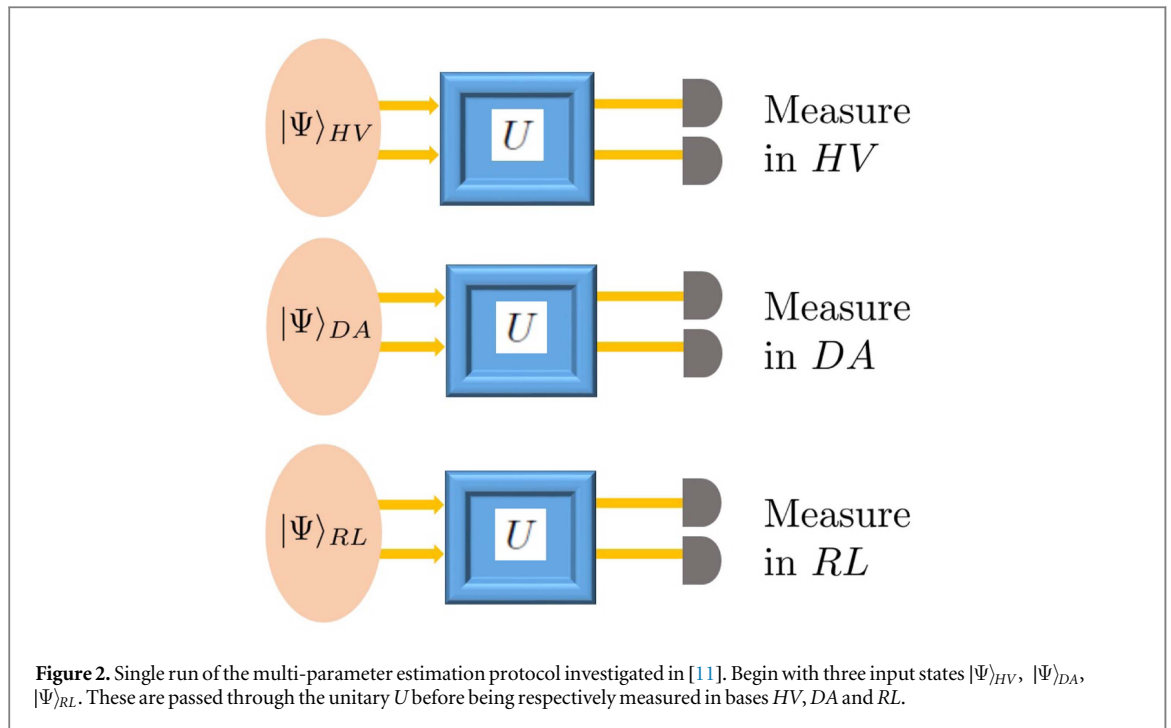 |Ψ⟩HV
U
Measure
in HV
|Ψ⟩DA
U
Measure
in DA
|Ψ⟩RL
U
Measure
in RL
Figure 2. Single run of the multi-parameter estimation protocol investigated in [11]. Begin with three input states |Ψ⟩HV, |Ψ⟩DA,
|Ψ⟩RL. These are passed through the unitary U before being respectively measured in bases HV, DA and RL.